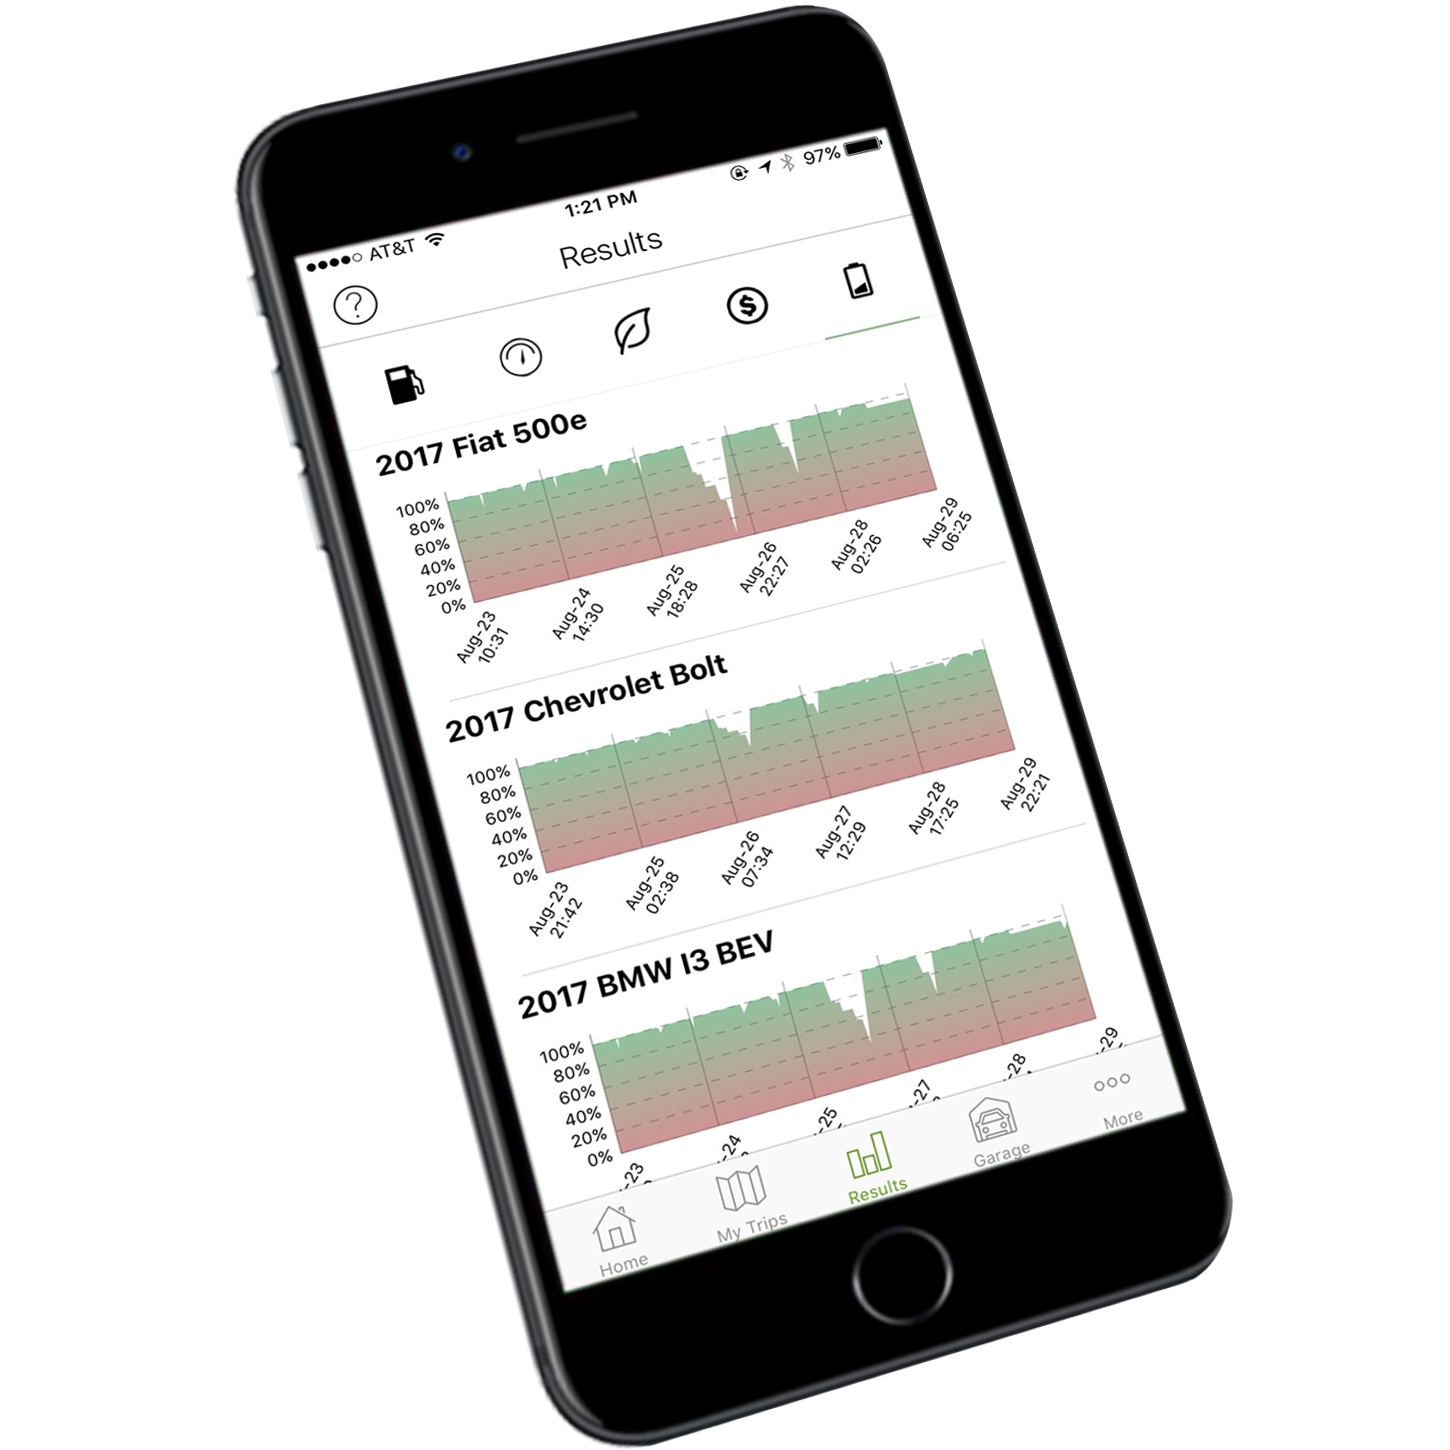 AT&T
1:21 PM
97%
Results
2017 Fiat 500e
100%
80%
60%
40%
20%
0%
Aug-23
10:31
Aug-24
14:30
Aug-25
18:28
Aug-26
22:27
Aug-28
02:26
Aug-29
06:25
2017 Chevrolet Bolt
100%
80%
60%
40%
20%
0%
Aug-23
21:42
Aug-25
02:38
Aug-26
07:34
Aug-27
12:29
Aug-28
17:25
Aug-29
22:21
2017 BMW I3 BEV
100%
80%
60%
40%
20%
0%
-23
-24
-25
-27
-28
-29
Home
My Trips
Results
Garage
More